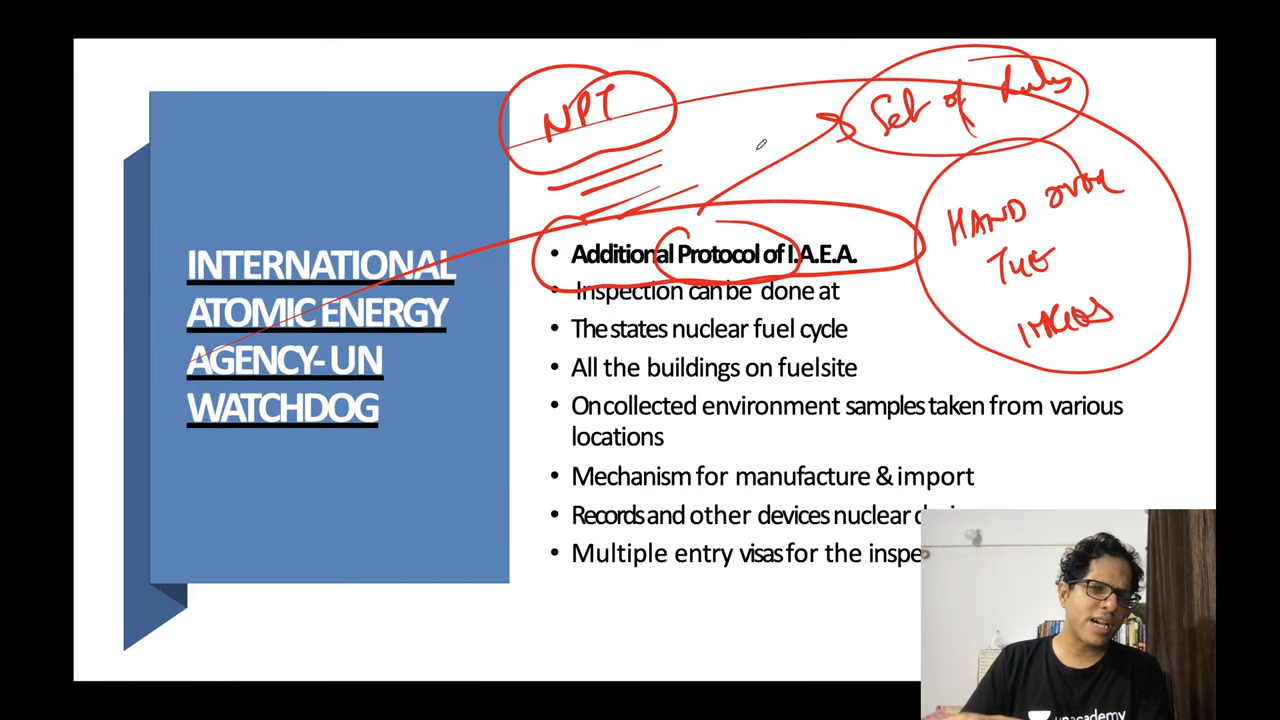 NPT
Set of Rules
HAND OVER
THE
INTERNATIONAL
ATOMIC ENERGY
AGENCY- UN
WATCHDOG
• Additional Protocol of I.A.E.A.
• Inspection can be done at
• The states nuclear fuel cycle
• All the buildings on fuelsite
• On collected environment samples taken from various
locations
• Mechanism for manufacture & import
• Records and other devices nuclear
• Multiple entry visas for the
unacademy